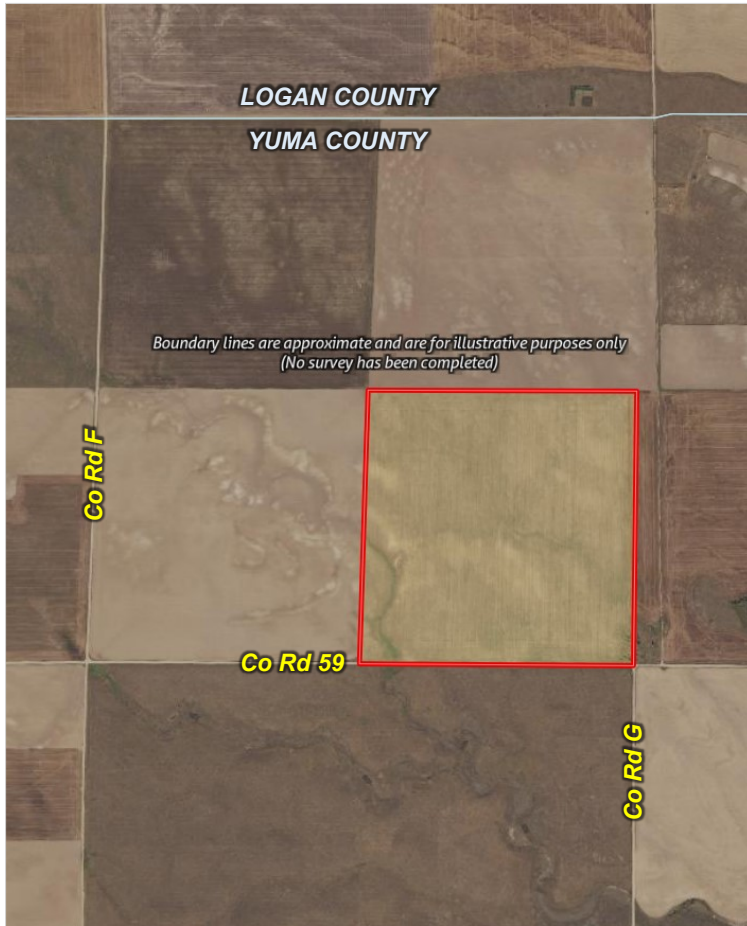 LOGAN COUNTY
YUMA COUNTY
Boundary lines are approximate and are for illustrative purposes only
(No survey has been completed)
Co Rd F
Co Rd 59
Co Rd G